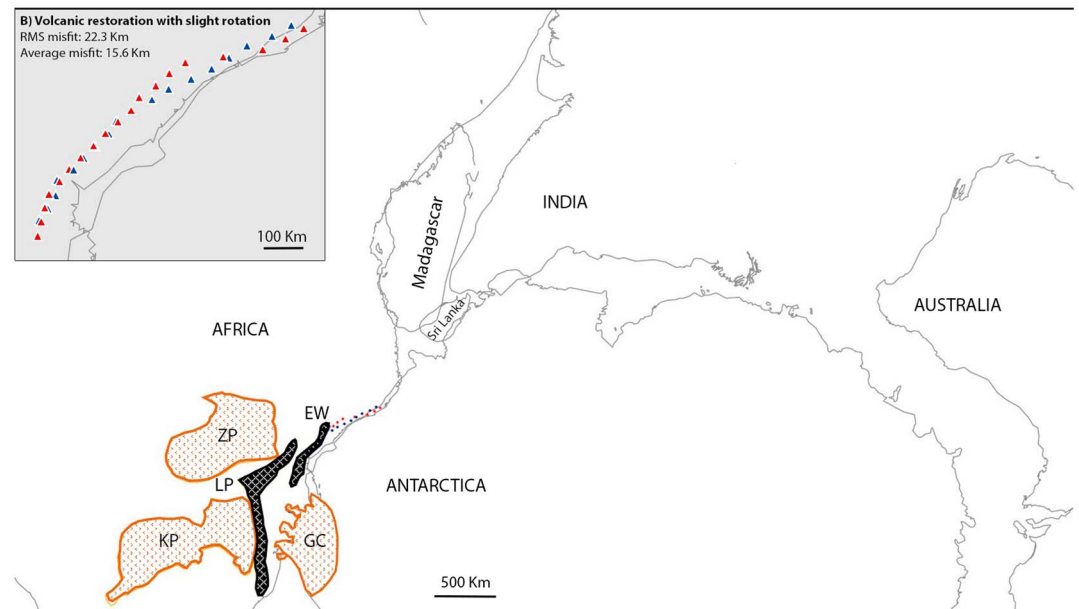 B) Volcanic restoration with slight rotation
RMS misfit: 22.3 Km
Average misfit: 15.6 Km
100 Km
INDIA
Madagascar
Sri Lanka
AUSTRALIA
AFRICA
EW
ZP
LP
ANTARCTICA
KP
GC
500 Km